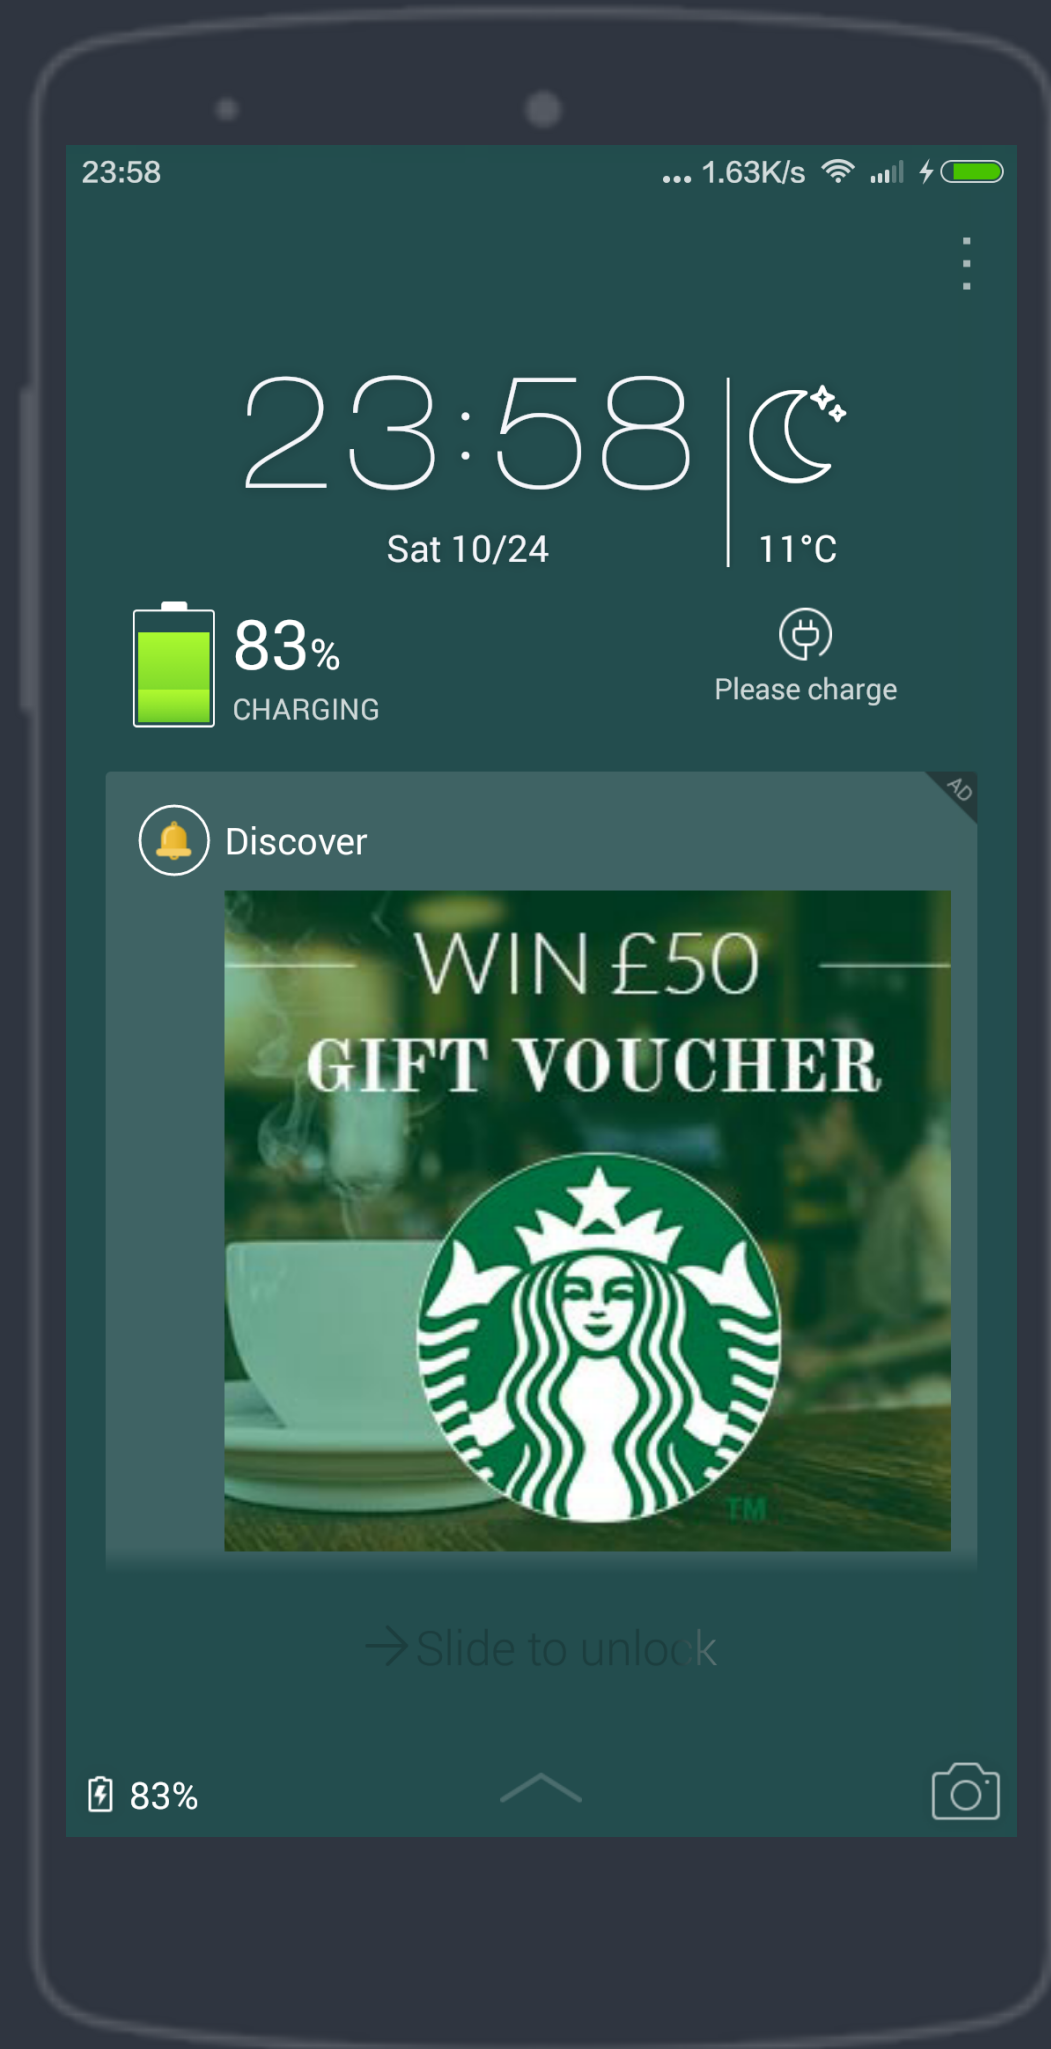 23:58
... 1.63K/s
23:58
Sat 10/24
11°C
83%
CHARGING
Please charge
AD
Discover
WIN £50
GIFT VOUCHER
TM
Slide to unlock
83%